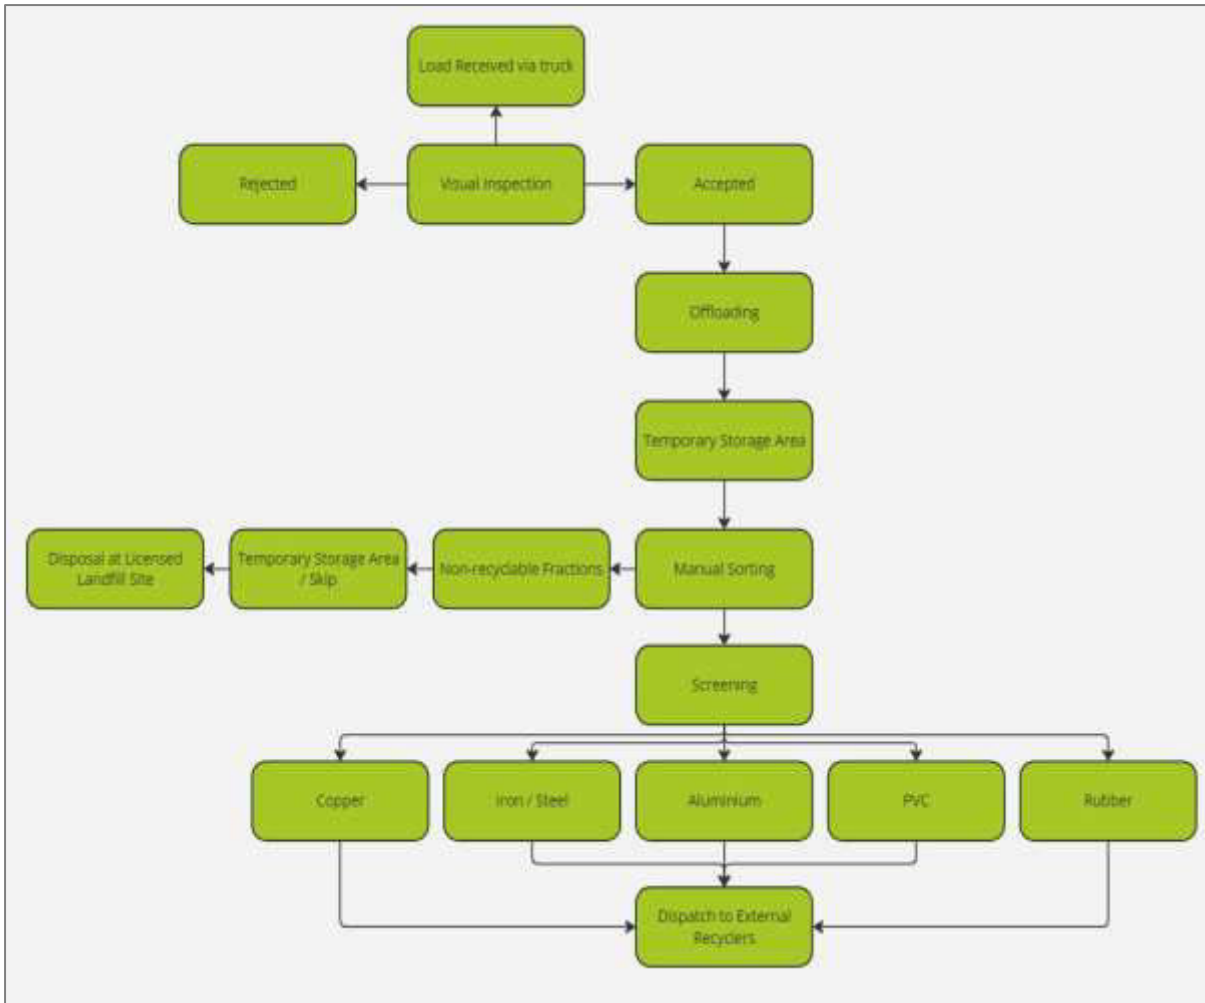 Load Received via truck
Rejected
Visual Inspection
Accepted
Offloading
Temporary Storage Area
Disposal at Licensed
Landfill Site
Temporary Storage Area
/ Skip
Non-recyclable Fractions
Manual Sorting
Screening
Copper
Iron / Steel
Aluminium
PVC
Rubber
Dispatch to External
Recyclers